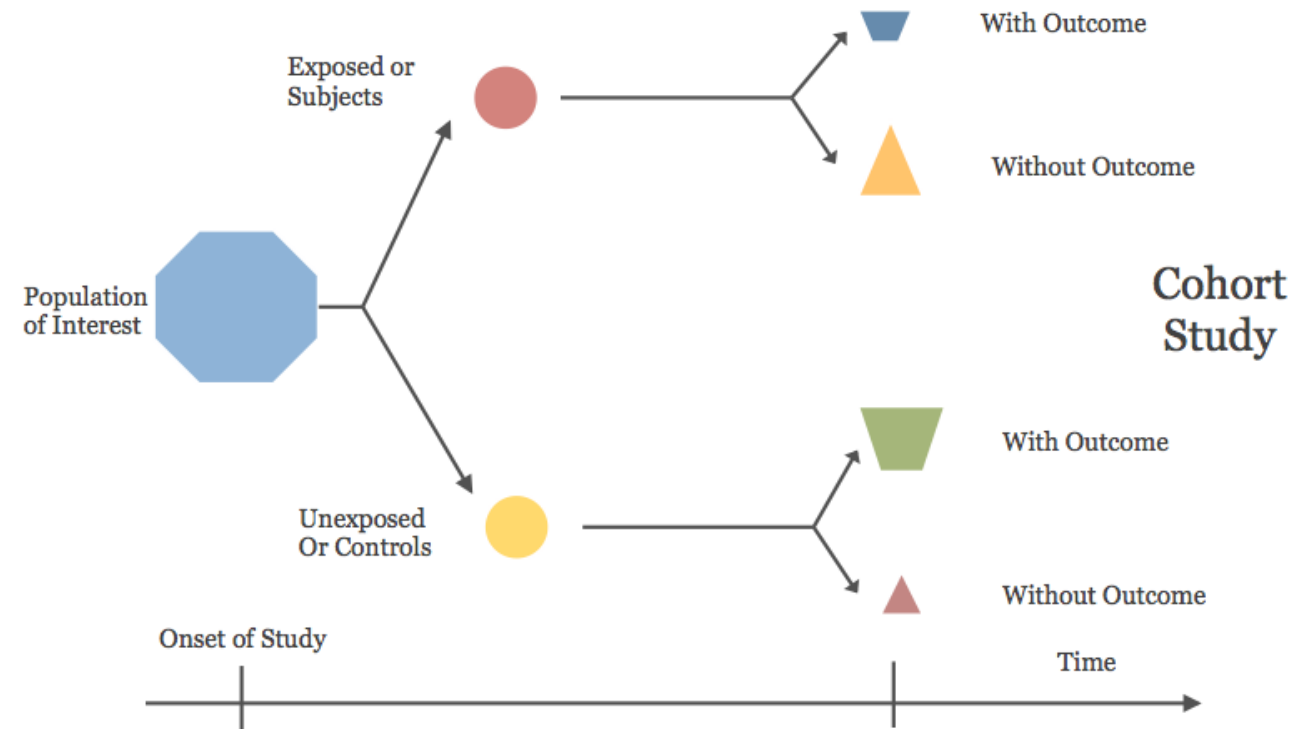 With Outcome
Exposed or
Subjects
Without Outcome
Population
of Interest
Cohort
Study
With Outcome
Unexposed
Or Controls
Without Outcome
Onset of Study
Time